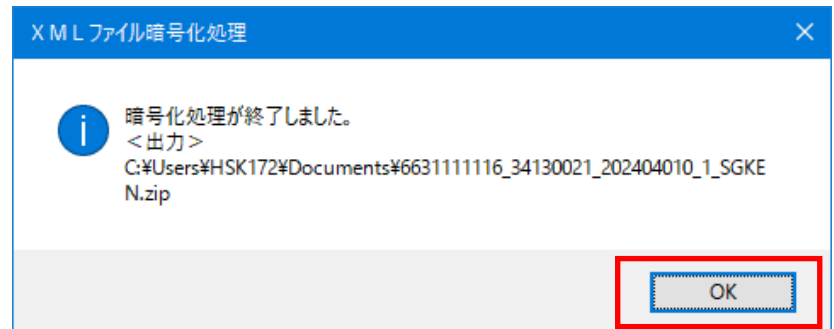 ＸＭＬファイル暗号化処理
暗号化処理が終了しました。
＜出力＞
C:¥Users¥HSK172¥Documents¥6631111116_34130021_202404010_1_SGKE
N.zip
OK